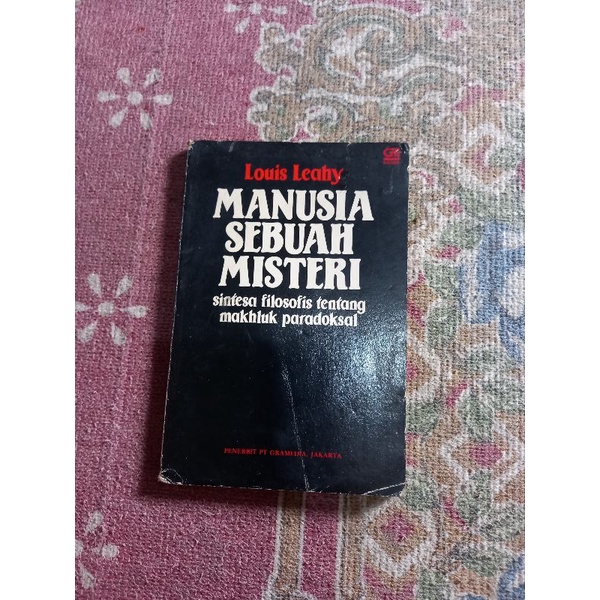 Louis Leahy
MANUSIA
SEBUAH
MISTERI
sintesa filosofis tentang
makhluk paradoksal
PENERBIT PT GRAMEDIA, JAKARTA